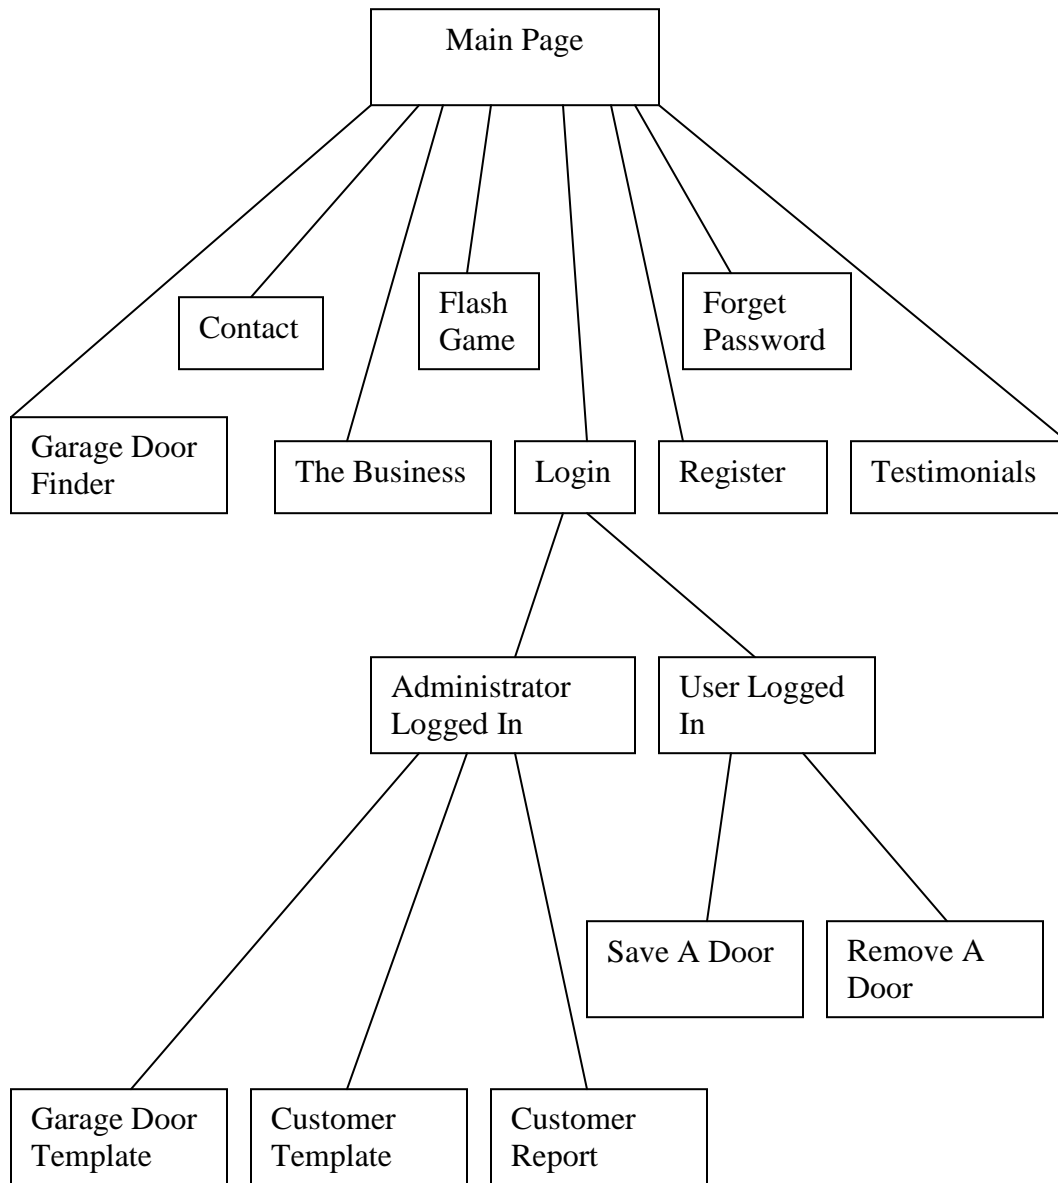 Main Page
Flash
Game
Forget
Password
Contact
Garage Door
Finder
The Business
Login
Register
Testimonials
Administrator
Logged In
User Logged
In
Save A Door
Remove A
Door
Garage Door
Template
Customer
Template
Customer
Report